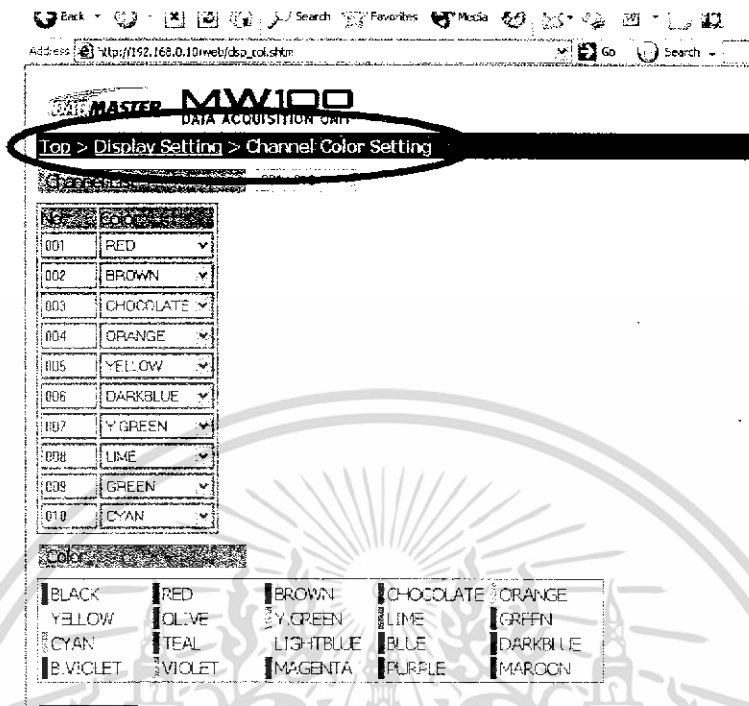 Back Search Favorites Media
Address http://192.168.0.10/web/dsp_col.shtm Go Search
MASTER MW100
DATA ACQUISITION UNIT
Top > Display Setting > Channel Color Setting
No. Color
001 RED
002 BROWN
003 CHOCOLATE
004 ORANGE
005 YELLOW
006 DARKBLUE
007 Y.GREEN
008 LIME
009 GREEN
010 CYAN
Color
BLACK RED BROWN CHOCOLATE ORANGE
YELLOW OLIVE Y.GREEN LIME GREEN
CYAN TEAL LIGHTBLUE BLUE DARKBLUE
B.VIOLET VIOLET MAGENTA PURPLE MAROON